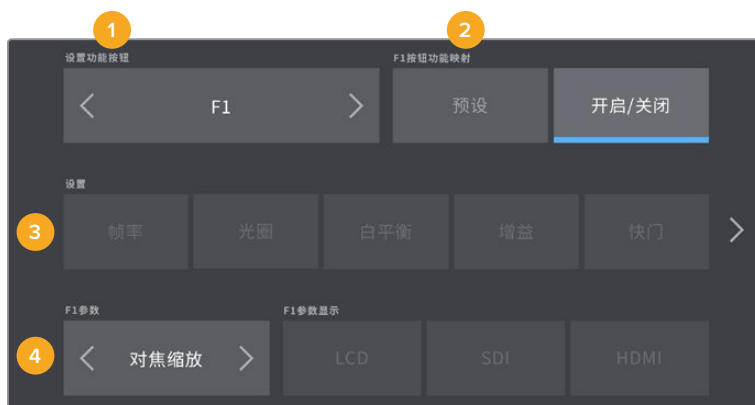 1
2
设置功能按钮
F1按钮功能映射
F1
预设
开启/关闭
设置
3
帧率
光圈
白平衡
增益
快门
F1参数
F1参数显示
4
对焦缩放
LCD
SDI
HDMI